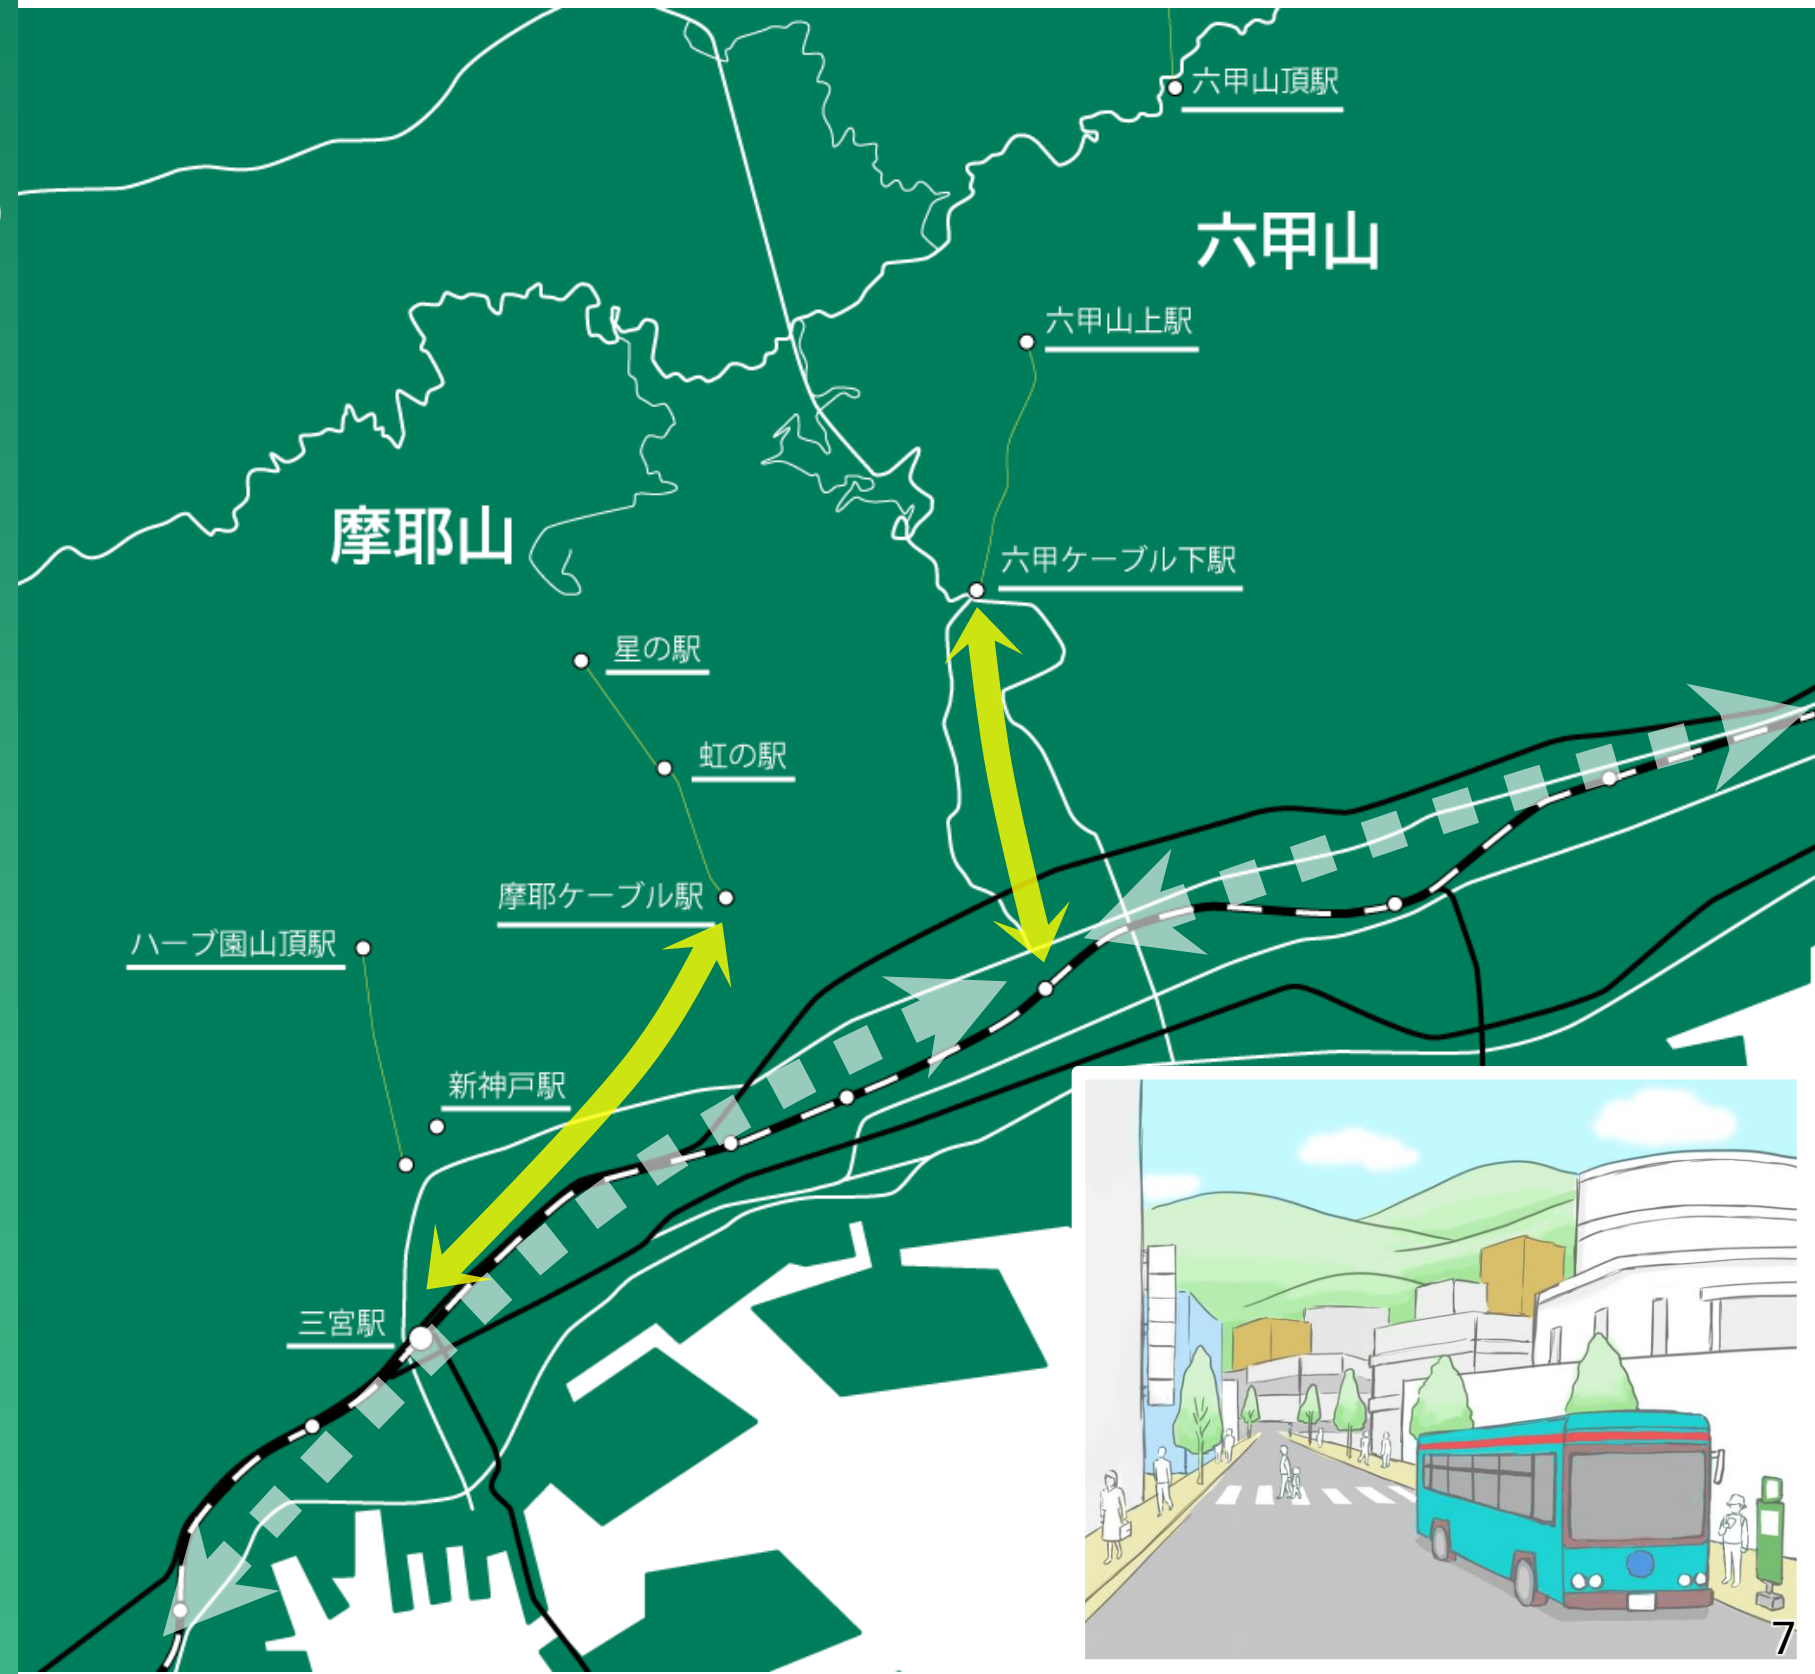 六甲山頂駅
六甲山
六甲山上駅
摩耶山
六甲ケーブル下駅
星の駅
虹の駅
摩耶ケーブル駅
ハーブ園山頂駅
新神戸駅
三宮駅
7